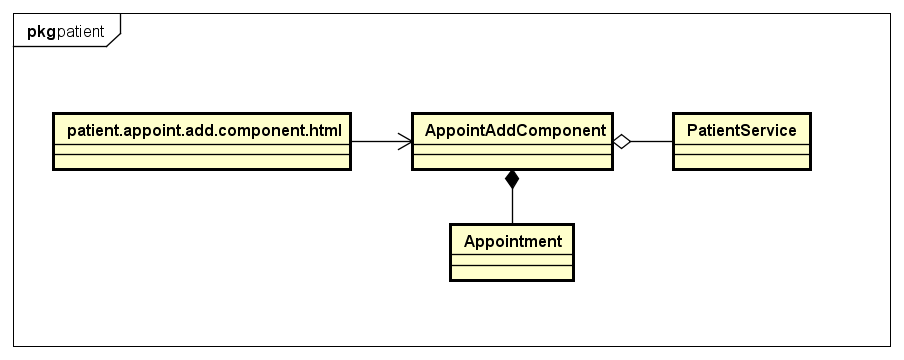 pkgpatient
patient.appoint.add.component.html
AppointAddComponent
PatientService
Appointment